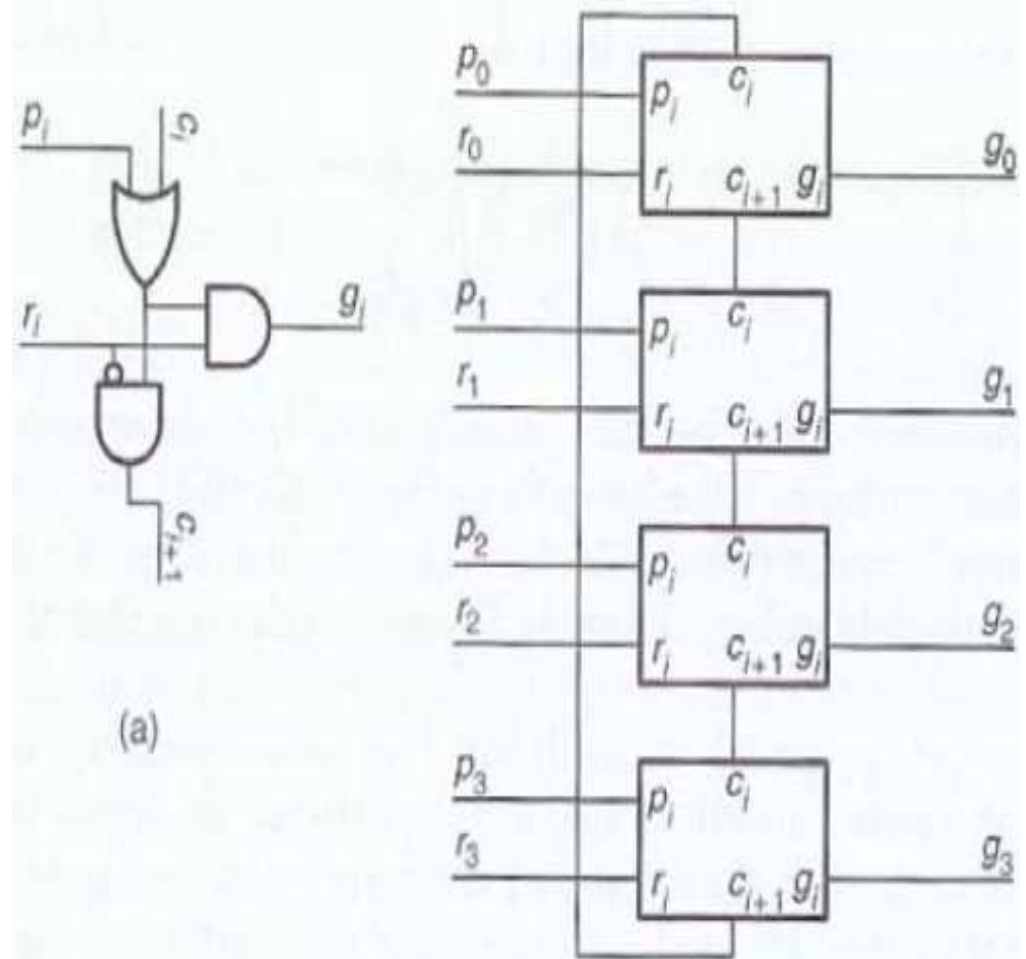 p_i
c_i
r_i
g_i
c_{i+1}
(a)
p_0
r_0
c_i
p_i
r_i c_{i+1} g_i
g_0
p_1
r_1
c_i
p_i
r_i c_{i+1} g_i
g_1
p_2
r_2
c_i
p_i
r_i c_{i+1} g_i
g_2
p_3
r_3
c_i
p_i
r_i c_{i+1} g_i
g_3